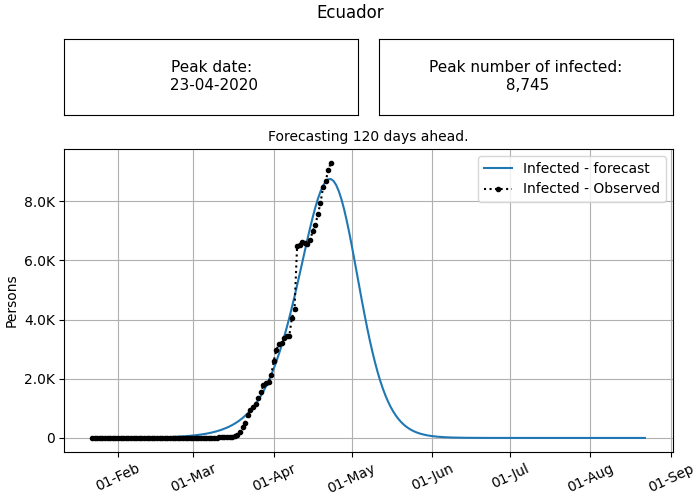 Ecuador
Peak date:
23-04-2020
Peak number of infected:
8,745
Forecasting 120 days ahead.
Infected - forecast
Infected - Observed
Persons
8.0K
6.0K
4.0K
2.0K
0
01-Feb
01-Mar
01-Apr
01-May
01-Jun
01-Jul
01-Aug
01-Sep